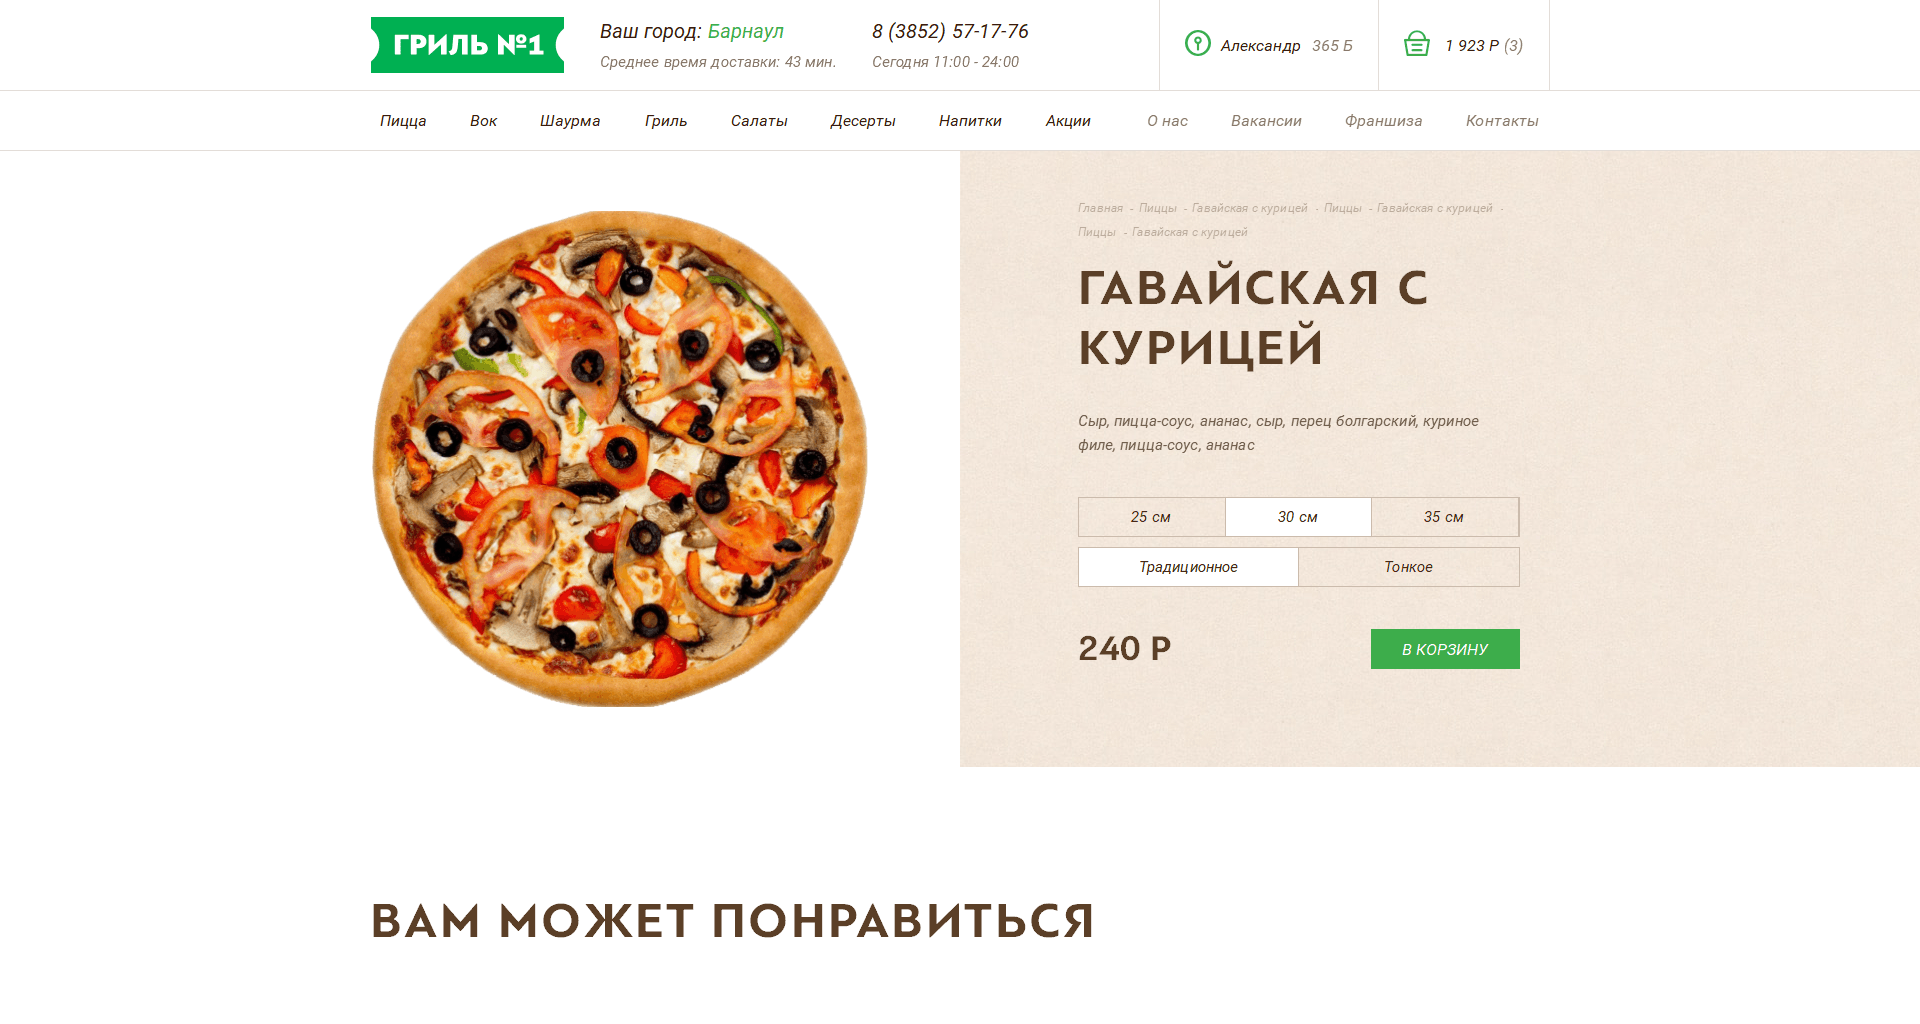 ГРИЛЬ №1
Ваш город: Барнаул
Среднее время доставки: 43 мин.
8 (3852) 57-17-76
Сегодня 11:00 - 24:00
Александр 365 Б
1 923 Р (3)
Пицца Вок Шаурма Гриль Салаты Десерты Напитки Акции О нас Вакансии Франшиза Контакты
Главная - Пиццы - Гавайская с курицей - Пиццы - Гавайская с курицей -
Пиццы - Гавайская с курицей
ГАВАЙСКАЯ С
КУРИЦЕЙ
Сыр, пицца-соус, ананас, сыр, перец болгарский, куриное
филе, пицца-соус, ананас
25 см 30 см 35 см
Традиционное Тонкое
240 Р В КОРЗИНУ
ВАМ МОЖЕТ ПОНРАВИТЬСЯ